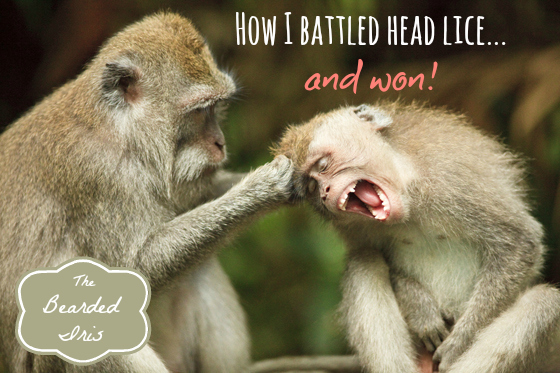 How I battled head lice...
and won!
The
Bearded
Iris